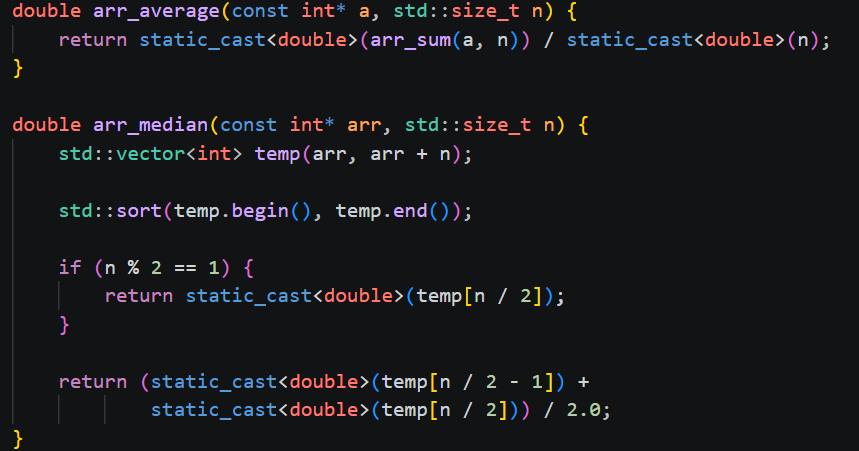 double arr_average(const int* a, std::size_t n) {
    return static_cast<double>(arr_sum(a, n)) / static_cast<double>(n);
}

double arr_median(const int* arr, std::size_t n) {
    std::vector<int> temp(arr, arr + n);

    std::sort(temp.begin(), temp.end());

    if (n % 2 == 1) {
        return static_cast<double>(temp[n / 2]);
    }

    return (static_cast<double>(temp[n / 2 - 1]) +
            static_cast<double>(temp[n / 2])) / 2.0;
}